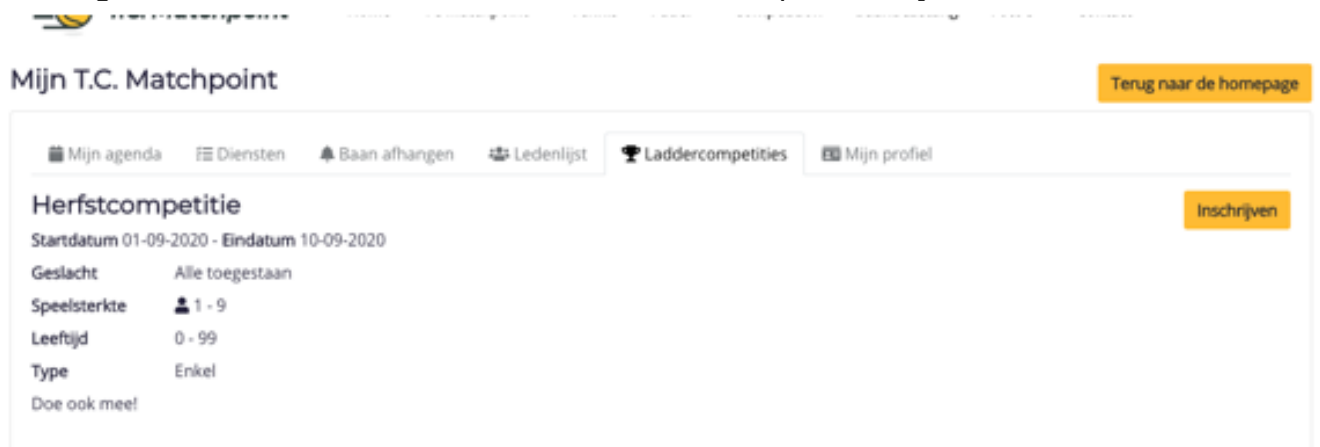 Mijn T.C. Matchpoint
Terug naar de homepage
Mijn agenda Diensten Baan afhangen Ledenlijst Laddercompetities Mijn profiel
Herfstcompetitie
Inschrijven
Startdatum 01-09-2020 - Eindatum 10-09-2020
Geslacht Alle toegestaan
Speelsterkte 1 - 9
Leeftijd 0 - 99
Type Enkel
Doe ook mee!